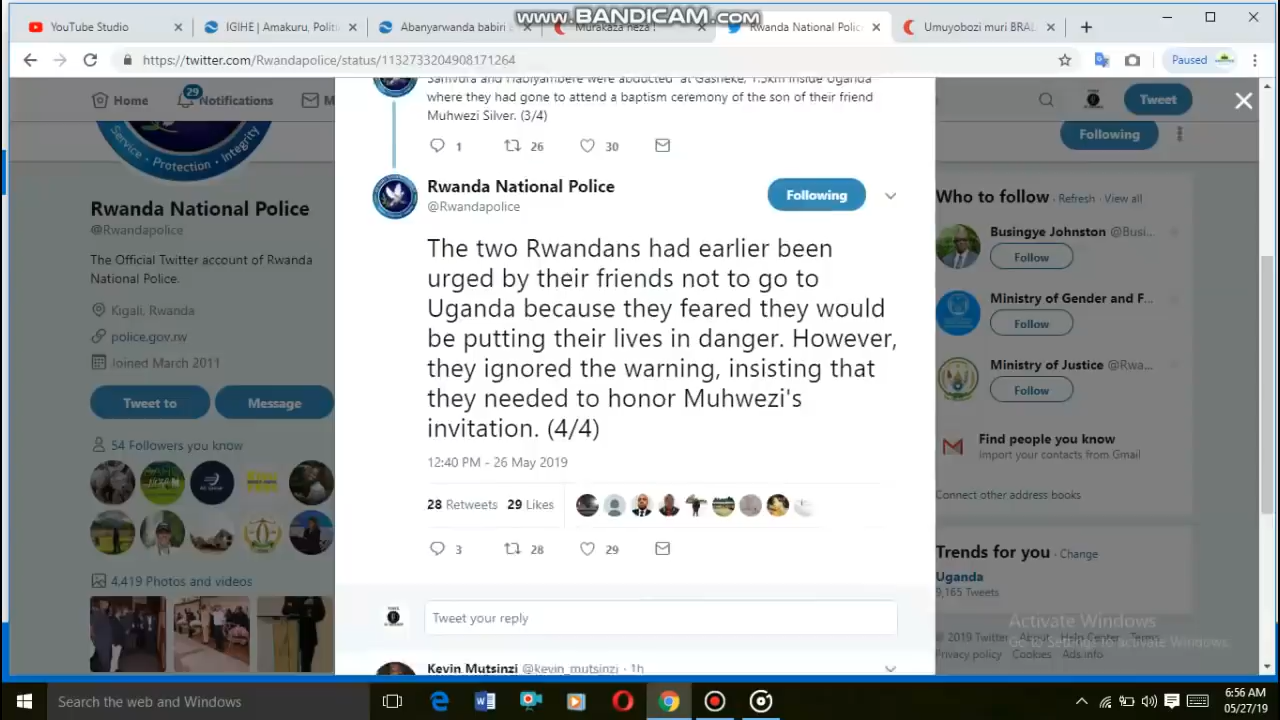 www.BANDICAM.com
YouTube Studio
IGIHE | Amakuru, Politi
Abanyarwanda babiri
Murakaza neza !
Rwanda National Polic
Umuyobozi muri BRAL
https://twitter.com/Rwandapolice/status/1132733204908171264
Paused
Home
29
Notifications
M
Tweet
Samvura and Habiyambere were abducted at Gasheke, 1.5km inside Uganda
where they had gone to attend a baptism ceremony of the son of their friend
Muhwezi Silver. (3/4)
1 26 30
Service • Protection • Integrity
Rwanda National Police
@Rwandapolice
The Official Twitter account of Rwanda
National Police.
Kigali, Rwanda
police.gov.rw
Joined March 2011
Tweet to
Message
54 Followers you know
4,419 Photos and videos
Rwanda National Police
@Rwandapolice
Following
The two Rwandans had earlier been
urged by their friends not to go to
Uganda because they feared they would
be putting their lives in danger. However,
they ignored the warning, insisting that
they needed to honor Muhwezi's
invitation. (4/4)
12:40 PM - 26 May 2019
28 Retweets 29 Likes
3 28 29
Tweet your reply
Kevin Mutsinzi @kevin_mutsinzi · 1h
Following
Who to follow · Refresh · View all
Busingye Johnston @Busi...
Follow
Ministry of Gender and F...
Follow
Ministry of Justice @Rwa...
Follow
Find people you know
Import your contacts from Gmail
Connect other address books
Trends for you · Change
Uganda
9,165 Tweets
© 2019 Twitter About Help Center Terms
Privacy policy Cookies Ads info
Activate Windows
Go to Settings to activate Windows.
Search the web and Windows
6:56 AM
05/27/19